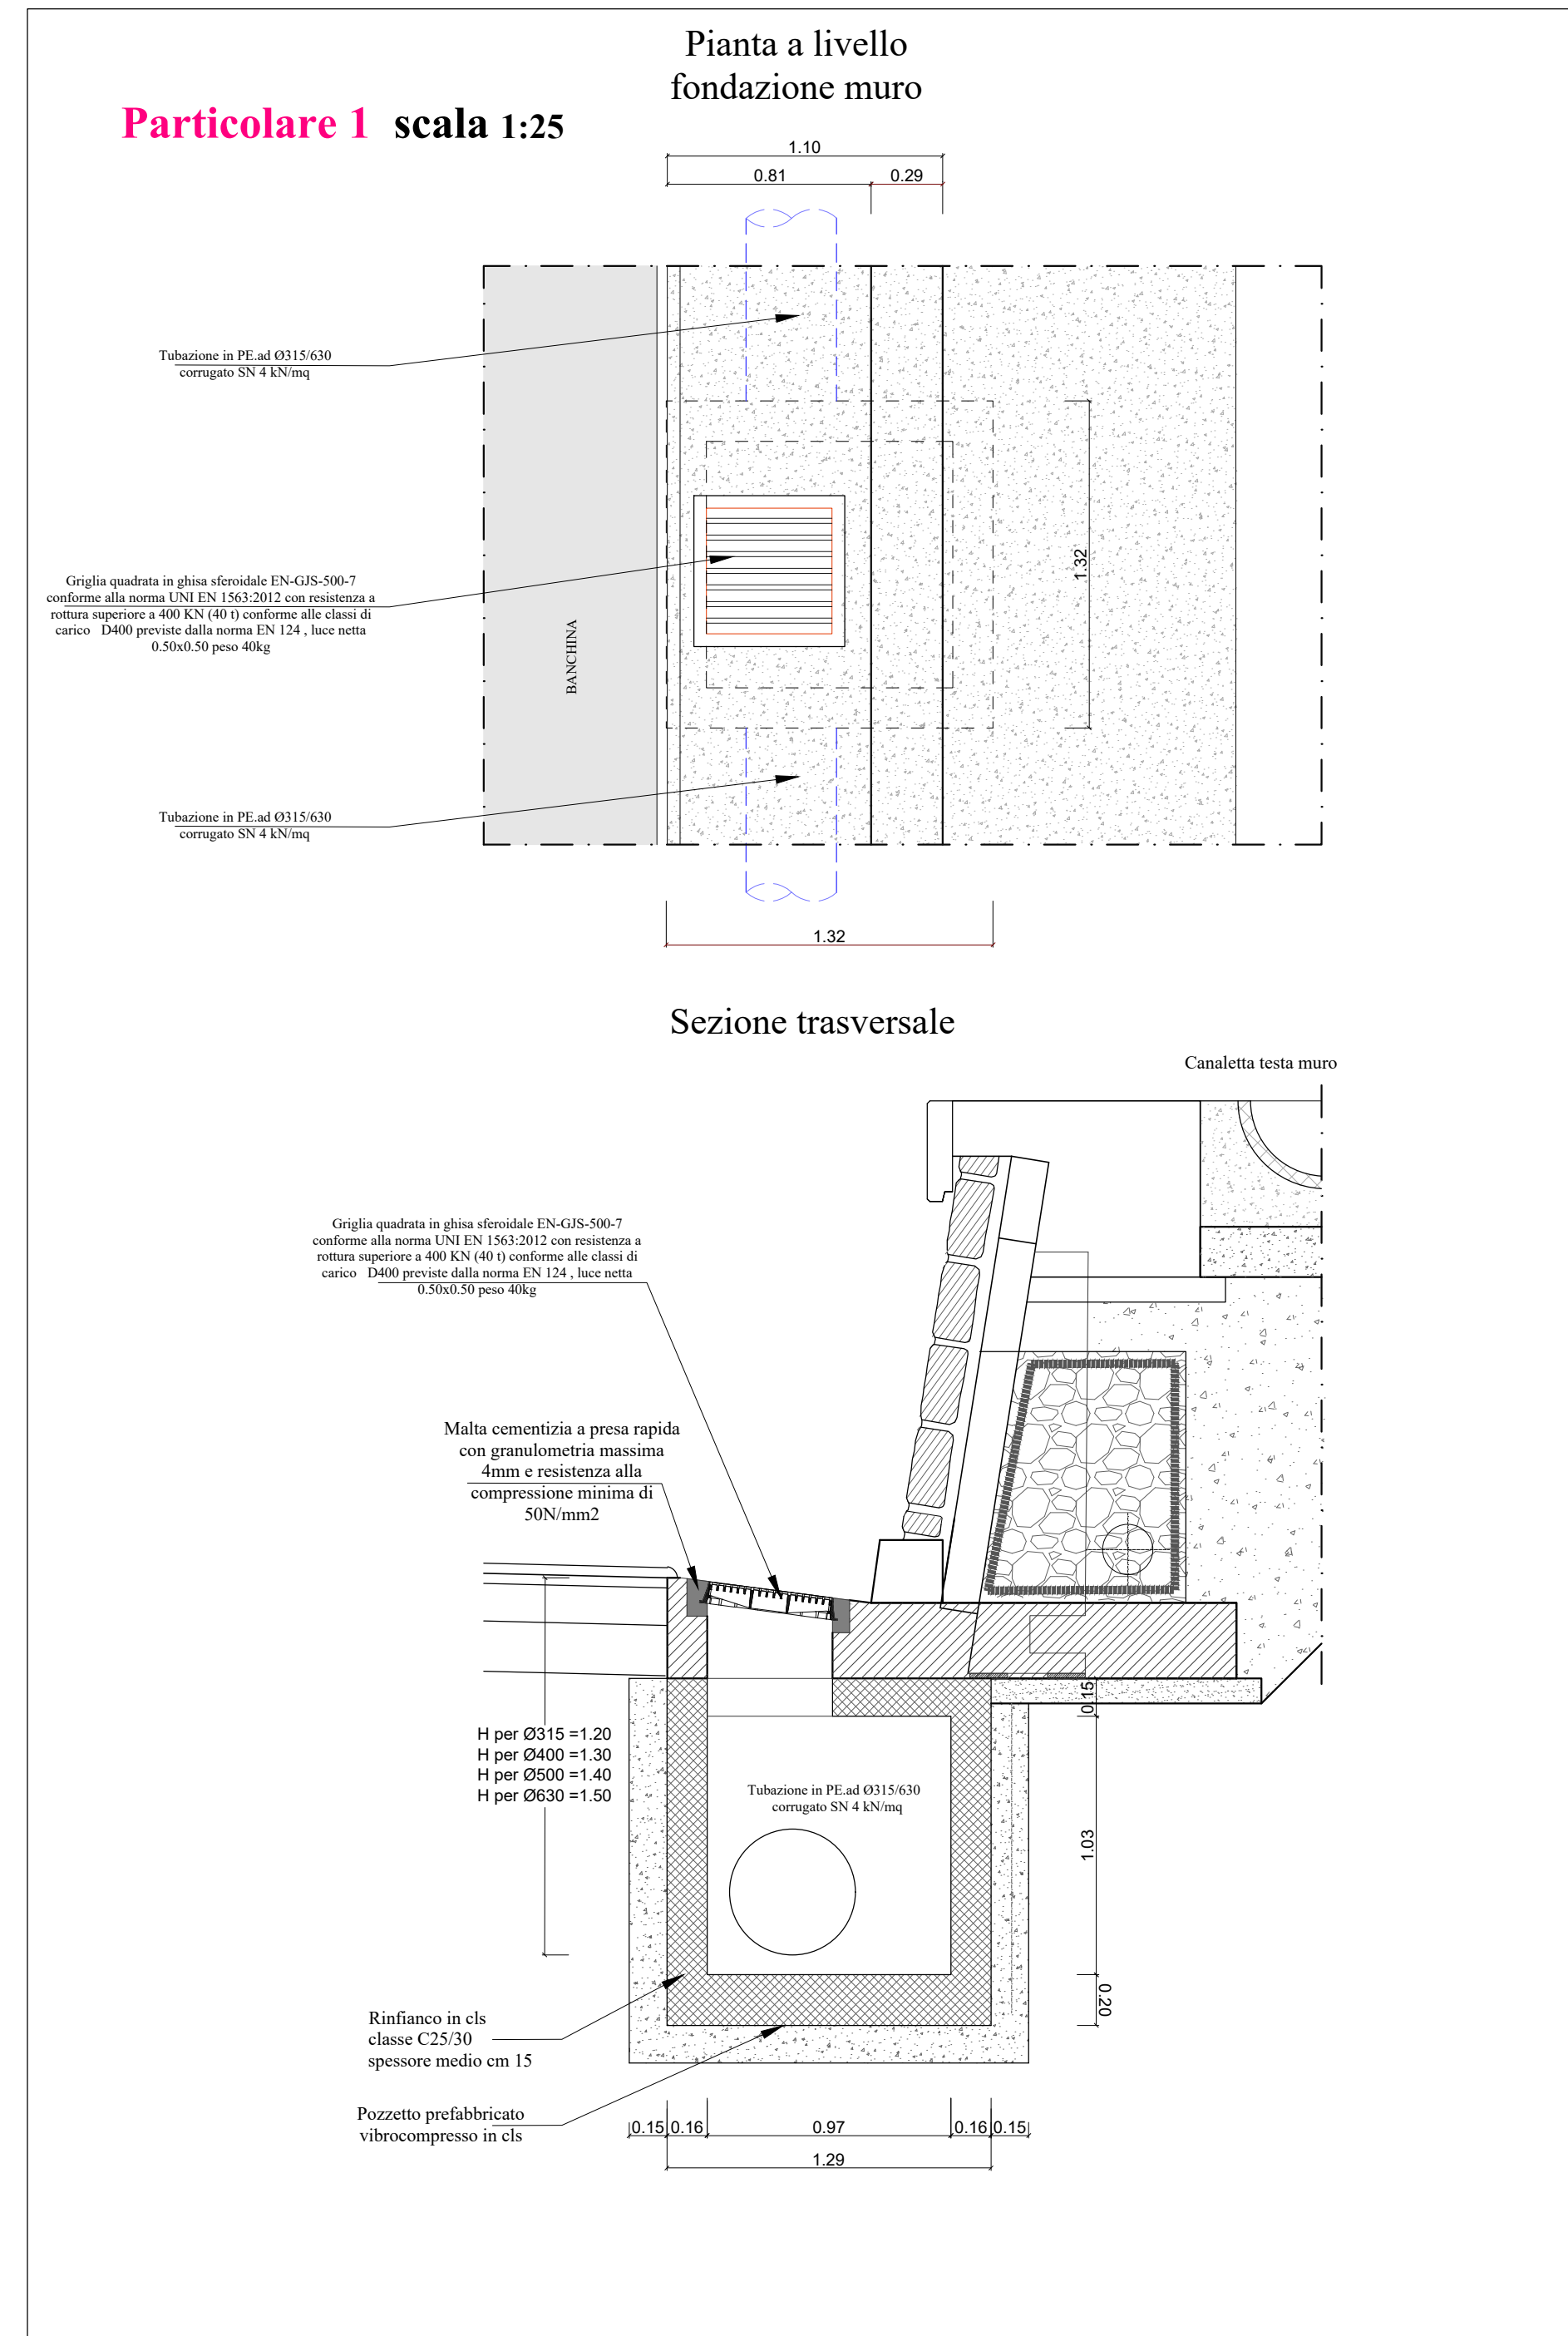 Pianta a livello
fondazione muro
Particolare 1 scala 1:25
1.10
0.81
0.29
Tubazione in PE.ad Ø315/630
corrugato SN 4 kN/mq
1.32
Griglia quadrata in ghisa sferoidale EN-GJS-500-7
conforme alla norma UNI EN 1563:2012 con resistenza a
rottura superiore a 400 KN (40 t) conforme alle classi di
carico D400 previste dalla norma EN 124 , luce netta
0.50x0.50 peso 40kg
BANCHINA
Tubazione in PE.ad Ø315/630
corrugato SN 4 kN/mq
1.32
Sezione trasversale
Canaletta testa muro
Griglia quadrata in ghisa sferoidale EN-GJS-500-7
conforme alla norma UNI EN 1563:2012 con resistenza a
rottura superiore a 400 KN (40 t) conforme alle classi di
carico D400 previste dalla norma EN 124 , luce netta
0.50x0.50 peso 40kg
Malta cementizia a presa rapida
con granulometria massima
4mm e resistenza alla
compressione minima di
50N/mm2
0.15
H per Ø315 =1.20
H per Ø400 =1.30
H per Ø500 =1.40
H per Ø630 =1.50
Tubazione in PE.ad Ø315/630
corrugato SN 4 kN/mq
1.03
0.20
Rinfianco in cls
classe C25/30
spessore medio cm 15
Pozzetto prefabbricato
vibrocompresso in cls
0.15
0.16
0.97
0.16
0.15
1.29